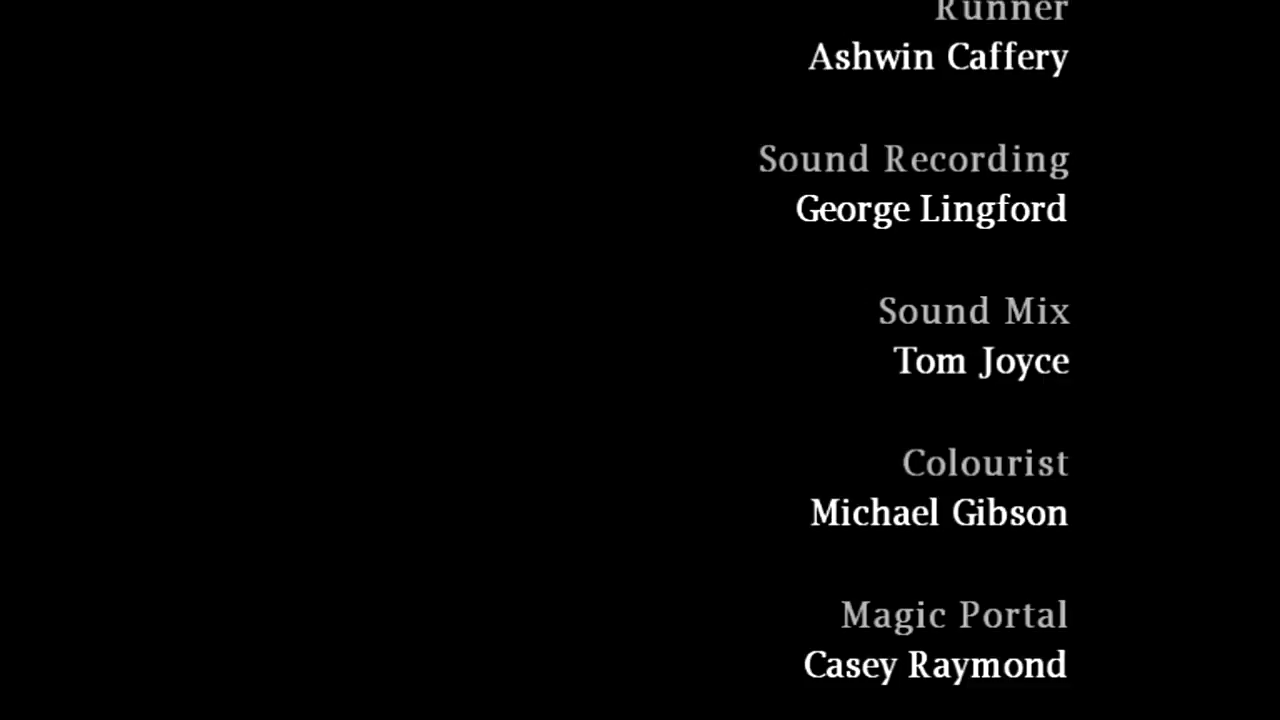 Runner
Ashwin Caffery
Sound Recording
George Lingford
Sound Mix
Tom Joyce
Colourist
Michael Gibson
Magic Portal
Casey Raymond